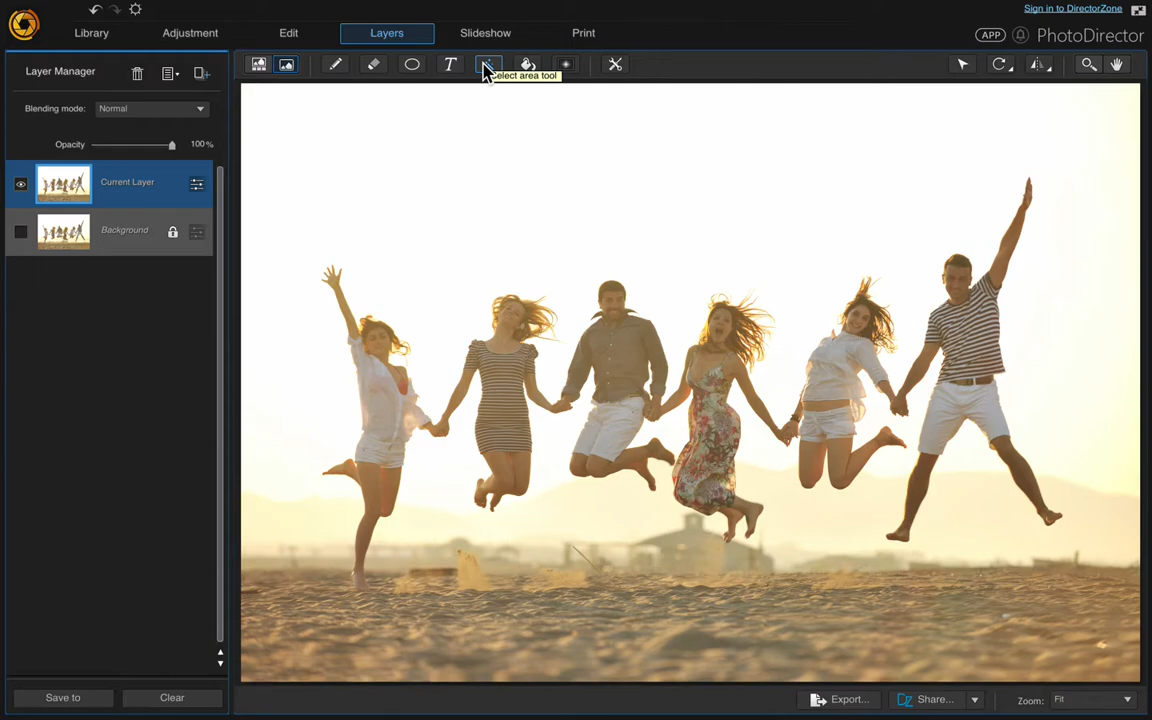 Sign in to DirectorZone
Library
Adjustment
Edit
Layers
Slideshow
Print
APP
PhotoDirector
Layer Manager
T
Select area tool
Blending mode:
Normal
Opacity
100%
Current Layer
Background
Save to
Clear
Export...
Share...
Zoom:
Fit